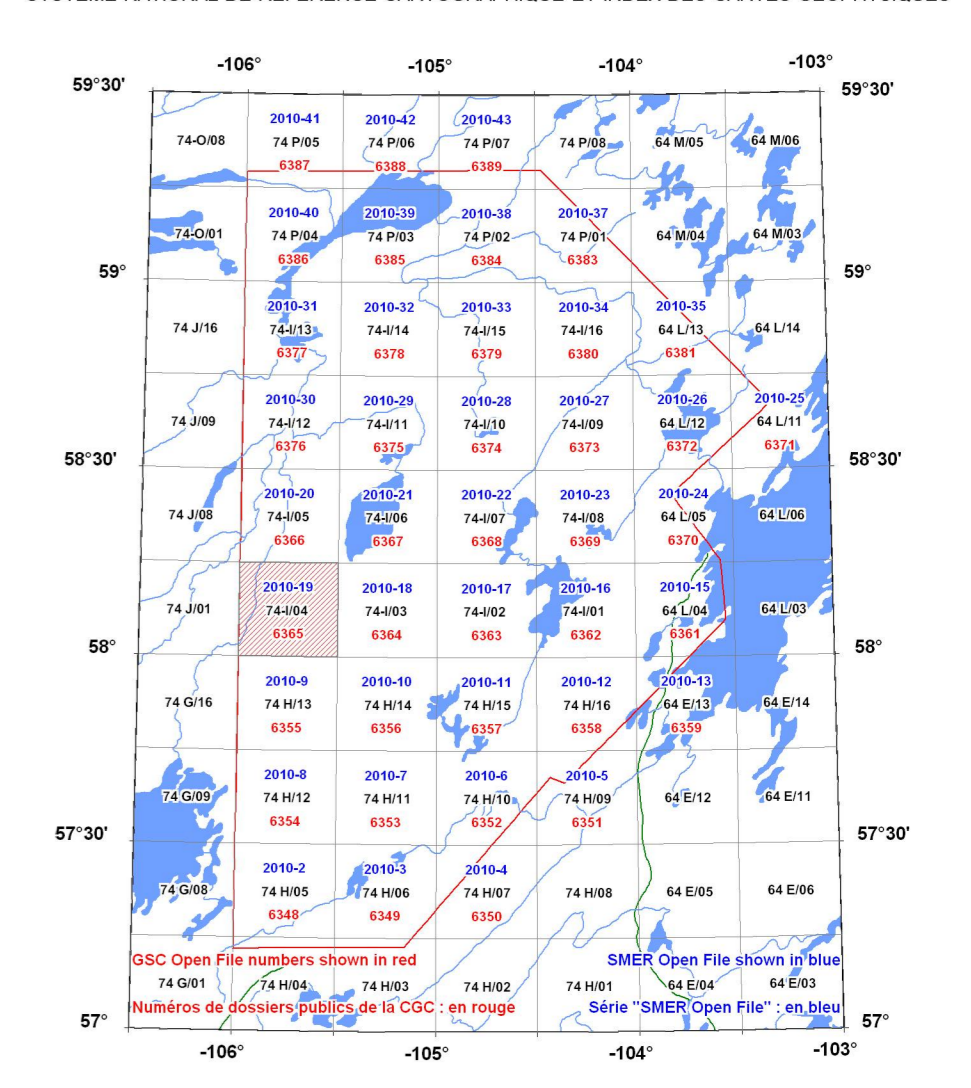 -106° -105° -104° -103°
59°30' 59°30'
2010-41 2010-42 2010-43
74-O/08 74 P/05 74 P/06 74 P/07 74 P/08 64 M/05 64 M/06
6387 6388 6389
2010-40 2010-39 2010-38 2010-37
74-O/01 74 P/04 74 P/03 74 P/02 74 P/01 64 M/04 64 M/03
6386 6385 6384 6383
59° 59°
2010-31 2010-32 2010-33 2010-34 2010-35
74 J/16 74-I/13 74-I/14 74-I/15 74-I/16 64 L/13 64 L/14
6377 6378 6379 6380 6381
2010-30 2010-29 2010-28 2010-27 2010-26 2010-25
74 J/09 74-I/12 74-I/11 74-I/10 74-I/09 64 L/12 64 L/11
6376 6375 6374 6373 6372 6371
58°30' 58°30'
2010-20 2010-21 2010-22 2010-23 2010-24
74 J/08 74-I/05 74-I/06 74-I/07 74-I/08 64 L/05 64 L/06
6366 6367 6368 6369 6370
2010-19 2010-18 2010-17 2010-16 2010-15
74 J/01 74-I/04 74-I/03 74-I/02 74-I/01 64 L/04 64 L/03
6365 6364 6363 6362 6361
58° 58°
2010-9 2010-10 2010-11 2010-12 2010-13
74 G/16 74 H/13 74 H/14 74 H/15 74 H/16 64 E/13 64 E/14
6355 6356 6357 6358 6359
2010-8 2010-7 2010-6 2010-5
74 G/09 74 H/12 74 H/11 74 H/10 74 H/09 64 E/12 64 E/11
6354 6353 6352 6351
57°30' 57°30'
2010-2 2010-3 2010-4
74 G/08 74 H/05 74 H/06 74 H/07 74 H/08 64 E/05 64 E/06
6348 6349 6350
GSC Open File numbers shown in red SMER Open File shown in blue
74 G/01 74 H/04 74 H/03 74 H/02 74 H/01 64 E/04 64 E/03
Numéros de dossiers publics de la CGC : en rouge Série "SMER Open File" : en bleu
57° 57°
-106° -105° -104° -103°